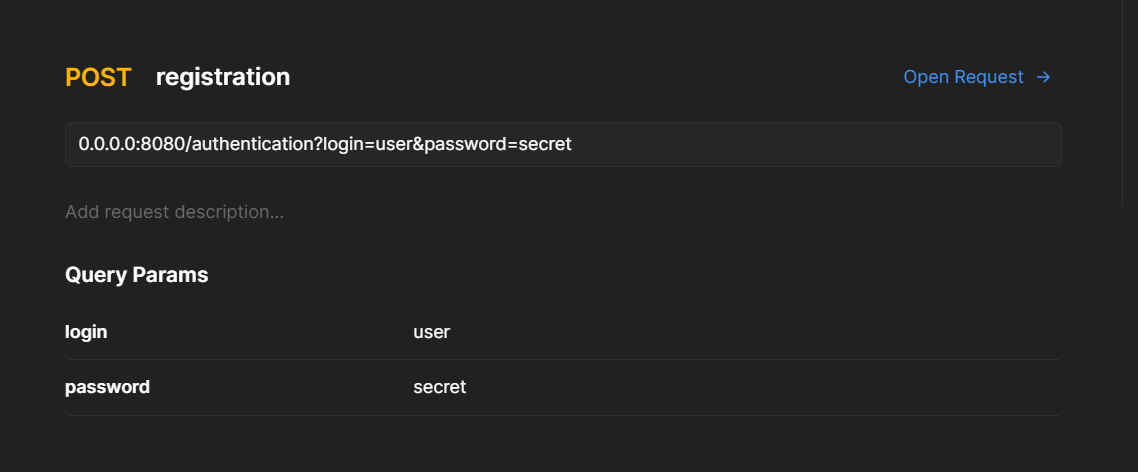 POST registration Open Request →
0.0.0.0:8080/authentication?login=user&password=secret
Add request description...
Query Params
login user
password secret